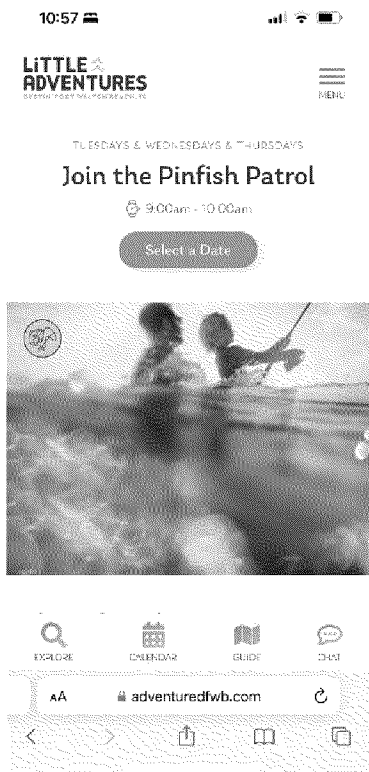 10:57
LiTTLE
ADVENTURES
MENU
TUESDAYS & WEDNESDAYS & THURSDAYS
Join the Pinfish Patrol
9:00am - 10:00am
Select a Date
EXPLORE
CALENDAR
GUIDE
CHAT
AA
adventuredfwb.com